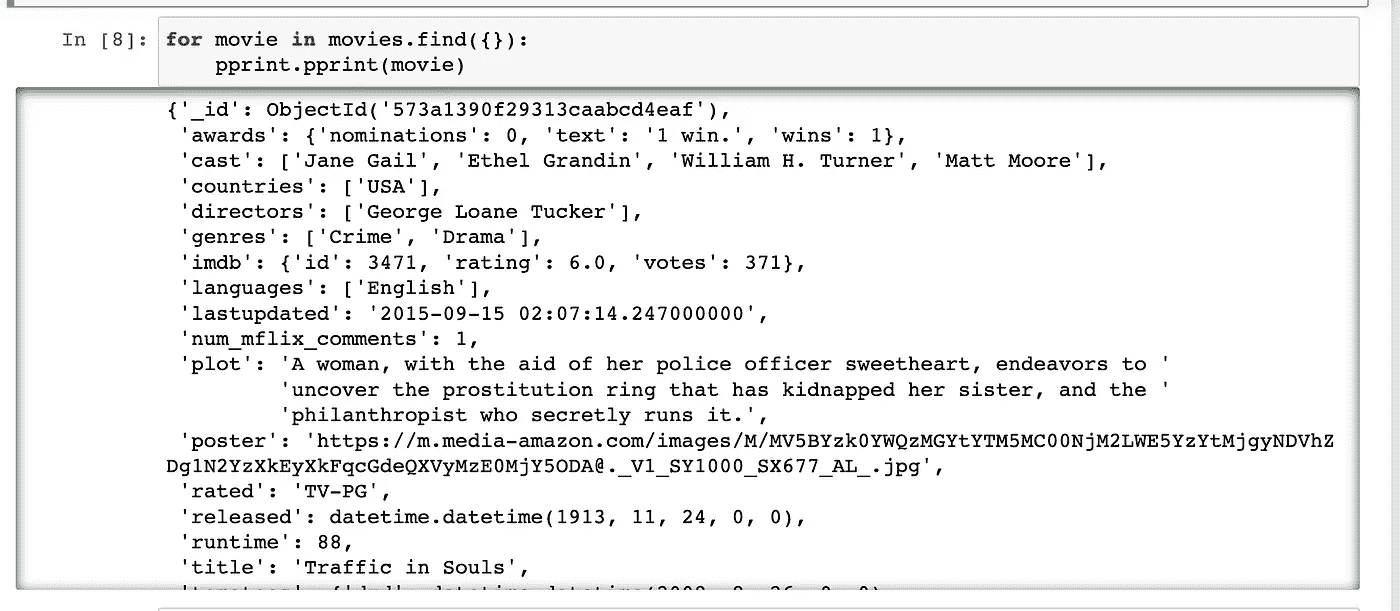 In [8]: for movie in movies.find({}):
pprint.pprint(movie)
{'_id': ObjectId('573a1390f29313caabcd4eaf'),
'awards': {'nominations': 0, 'text': '1 win.', 'wins': 1},
'cast': ['Jane Gail', 'Ethel Grandin', 'William H. Turner', 'Matt Moore'],
'countries': ['USA'],
'directors': ['George Loane Tucker'],
'genres': ['Crime', 'Drama'],
'imdb': {'id': 3471, 'rating': 6.0, 'votes': 371},
'languages': ['English'],
'lastupdated': '2015-09-15 02:07:14.247000000',
'num_mflix_comments': 1,
'plot': 'A woman, with the aid of her police officer sweetheart, endeavors to '
'uncover the prostitution ring that has kidnapped her sister, and the '
'philanthropist who secretly runs it.',
'poster': 'https://m.media-amazon.com/images/M/MV5BYzk0YWQzMGYtYTM5MC00NjM2LWE5YzYtMjgyNDVhZ
Dg1N2YzXkEyXkFqcGdeQXVyMzE0MjY5ODA@._V1_SY1000_SX677_AL_.jpg',
'rated': 'TV-PG',
'released': datetime.datetime(1913, 11, 24, 0, 0),
'runtime': 88,
'title': 'Traffic in Souls',